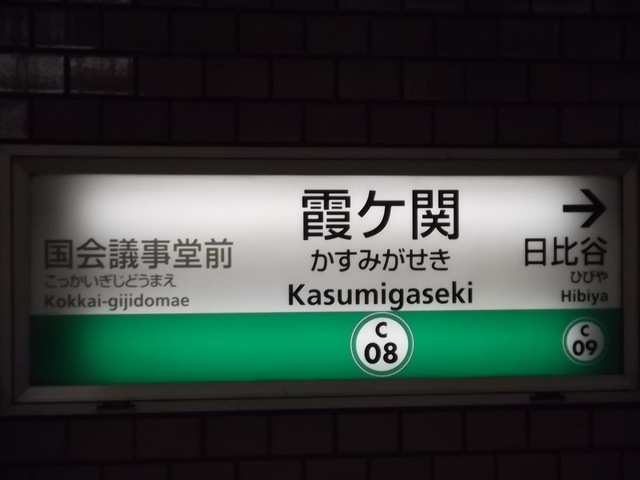 国会議事堂前
こっかいぎじどうまえ
Kokkai-gijidomae
霞ケ関
かすみがせき
Kasumigaseki
C
08
→
日比谷
ひびや
Hibiya
C
09